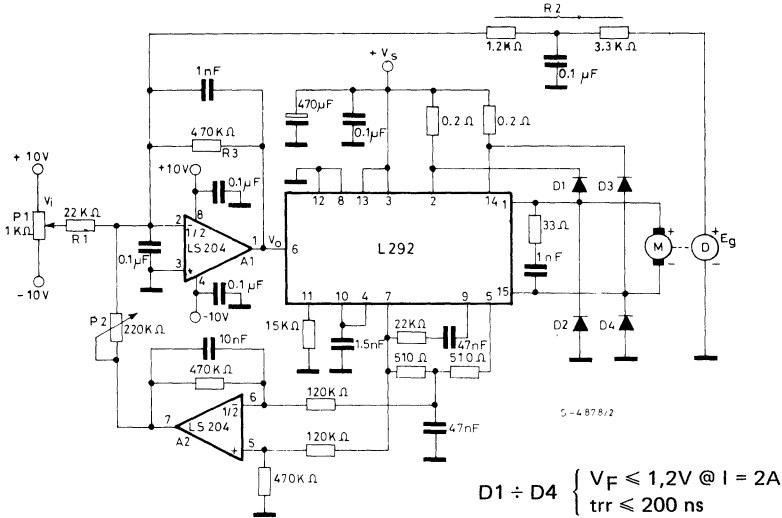 R2
1.2KΩ
3.3KΩ
0.1 µF
+ Vs
1nF
470µF
0.1µF
0.2Ω
0.2Ω
470KΩ
R3
+10V
+10V
0.1µF
D1
D3
12
8
13
3
2
14
1
Vi
P1
1KΩ
22KΩ
R1
2
8
1/2
LS204
1
A1
Vo
6
L292
33Ω
1nF
M
+
−
D
+
−
Eg
0.1µF
3
+
4
0.1µF
-10V
-10V
11
10
4
7
9
5
15
P2
220KΩ
10nF
15KΩ
1.5nF
22KΩ
47nF
510Ω
510Ω
D2
D4
470KΩ
120KΩ
6
7
1/2
LS204
A2
+
5
120KΩ
47nF
470KΩ
S-4878/2
D1 ÷ D4 { VF ⩽ 1,2V @ I = 2A
trr ⩽ 200 ns